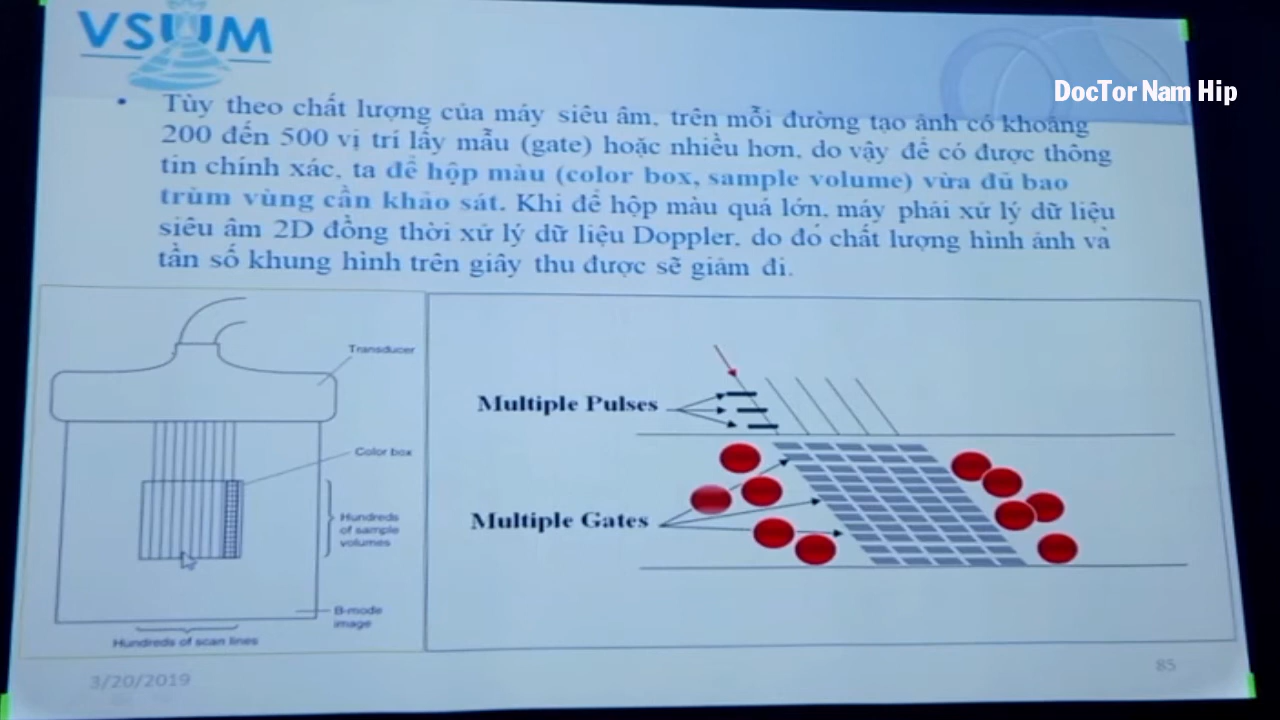 VSUM
DocTor Nam Hip
• Tùy theo chất lượng của máy siêu âm, trên mỗi đường tạo ảnh có khoảng
200 đến 500 vị trí lấy mẫu (gate) hoặc nhiều hơn, do vậy để có được thông
tin chính xác, ta để hộp màu (color box, sample volume) vừa đủ bao
trùm vùng cần khảo sát. Khi để hộp màu quá lớn, máy phải xử lý dữ liệu
siêu âm 2D đồng thời xử lý dữ liệu Doppler, do đó chất lượng hình ảnh và
tần số khung hình trên giây thu được sẽ giảm đi.
Transducer
Color box
Hundreds
of sample
volumes
B-mode
image
Hundreds of scan lines
Multiple Pulses
Multiple Gates
3/20/2019
85